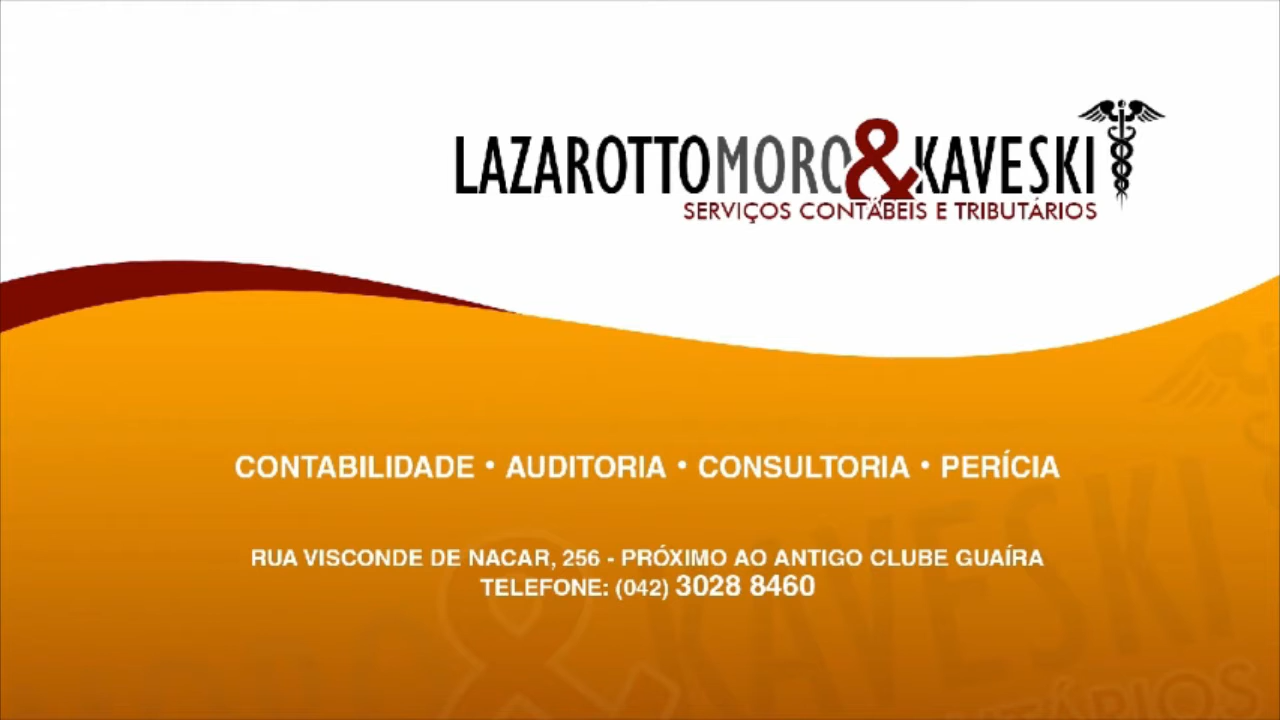 LAZAROTTOMORO&KAVESKI
SERVIÇOS CONTÁBEIS E TRIBUTÁRIOS
CONTABILIDADE • AUDITORIA • CONSULTORIA • PERÍCIA
RUA VISCONDE DE NACAR, 256 - PRÓXIMO AO ANTIGO CLUBE GUAÍRA
TELEFONE: (042) 3028 8460
& KAVESKI